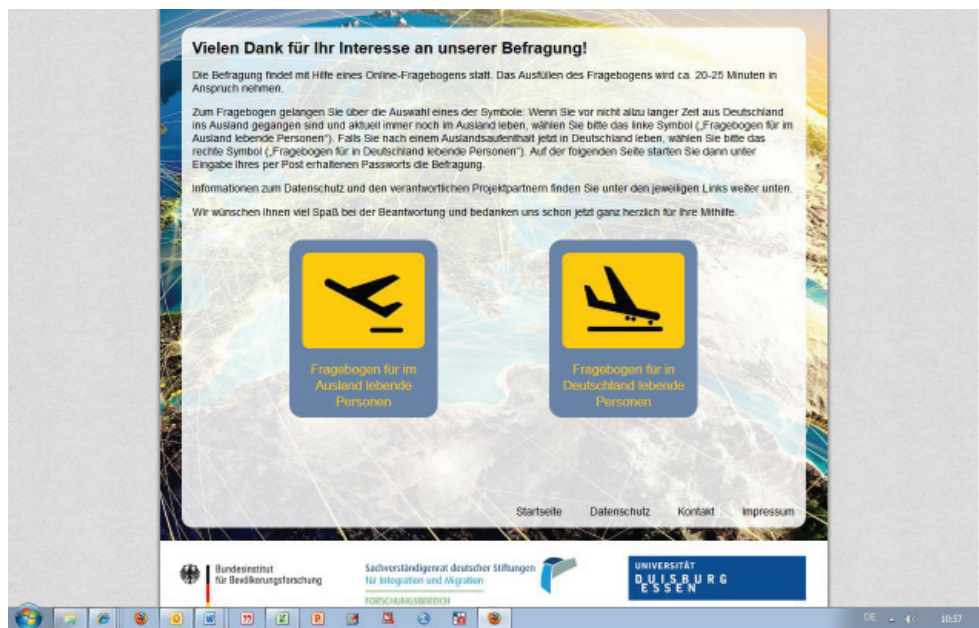 Vielen Dank für Ihr Interesse an unserer Befragung!
Die Befragung findet mit Hilfe eines Online-Fragebogens statt. Das Ausfüllen des Fragebogens wird ca. 20-25 Minuten in
Anspruch nehmen.
Zum Fragebogen gelangen Sie über die Auswahl eines der Symbole: Wenn Sie vor nicht allzu langer Zeit aus Deutschland
ins Ausland gegangen sind und aktuell immer noch im Ausland leben, wählen Sie bitte das linke Symbol („Fragebogen für im
Ausland lebende Personen“). Falls Sie nach einem Auslandsaufenthalt jetzt in Deutschland leben, wählen Sie bitte das
rechte Symbol („Fragebogen für in Deutschland lebende Personen“). Auf der folgenden Seite starten Sie dann unter
Eingabe Ihres per Post erhaltenen Passworts die Befragung.
Informationen zum Datenschutz und den verantwortlichen Projektpartnern finden Sie unter den jeweiligen Links weiter unten.
Wir wünschen Ihnen viel Spaß bei der Beantwortung und bedanken uns schon jetzt ganz herzlich für Ihre Mithilfe.
Fragebogen für im
Ausland lebende
Personen
Fragebogen für in
Deutschland lebende
Personen
Startseite Datenschutz Kontakt Impressum
Bundesinstitut
für Bevölkerungsforschung
Sachverständigenrat deutscher Stiftungen
für Integration und Migration
FORSCHUNGSBEREICH
UNIVERSITÄT
DUISBURG
ESSEN
DE 10:57